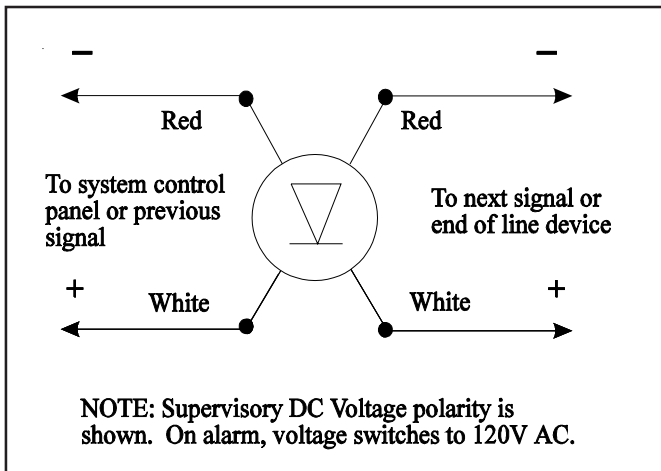 − −
Red Red
To system control
panel or previous
signal
To next signal or
end of line device
+ +
White White
NOTE: Supervisory DC Voltage polarity is
shown. On alarm, voltage switches to 120V AC.